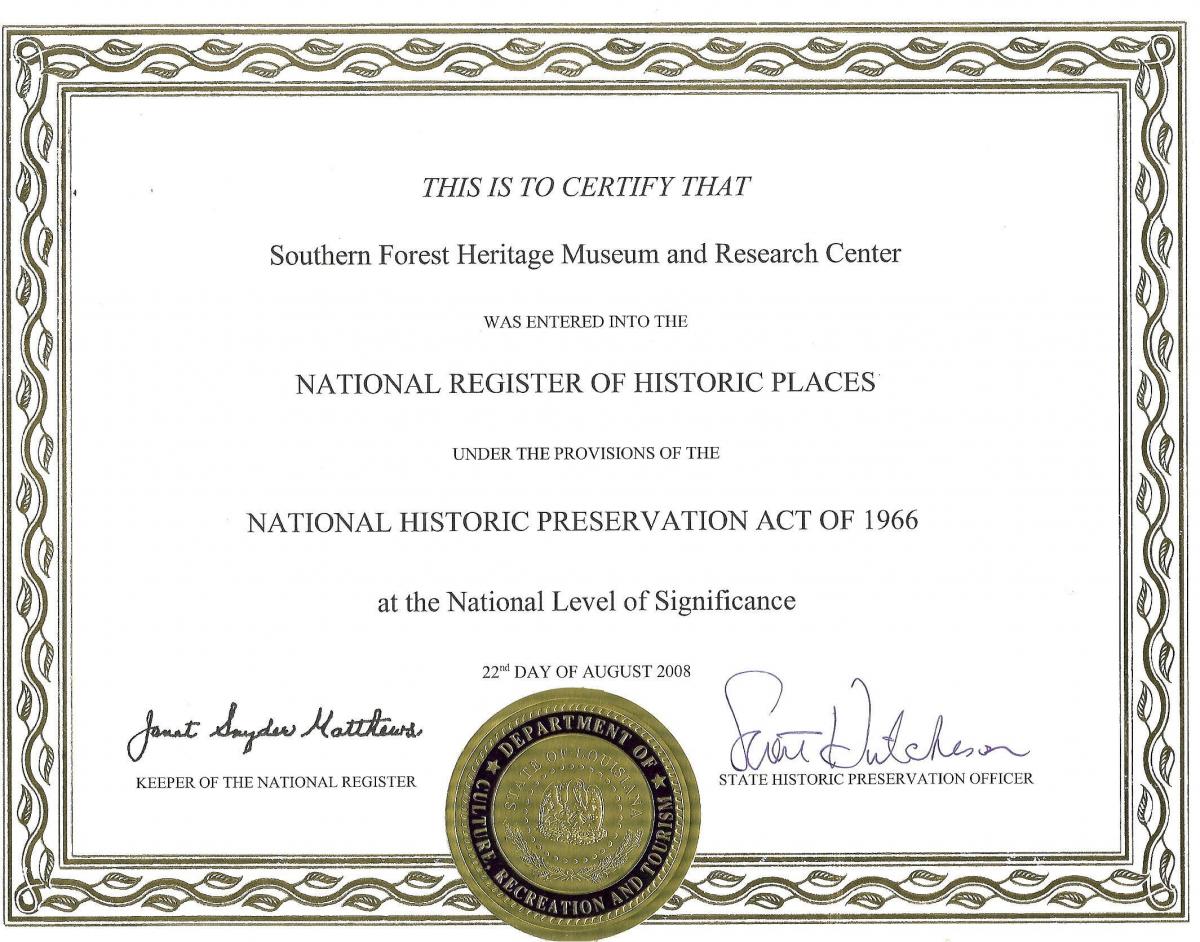 THIS IS TO CERTIFY THAT
Southern Forest Heritage Museum and Research Center
WAS ENTERED INTO THE
NATIONAL REGISTER OF HISTORIC PLACES
UNDER THE PROVISIONS OF THE
NATIONAL HISTORIC PRESERVATION ACT OF 1966
at the National Level of Significance
22nd DAY OF AUGUST 2008
Janet Snyder Matthews
KEEPER OF THE NATIONAL REGISTER
Scott Hutcheson
STATE HISTORIC PRESERVATION OFFICER
★ DEPARTMENT OF ★ CULTURE, RECREATION AND TOURISM
STATE OF LOUISIANA